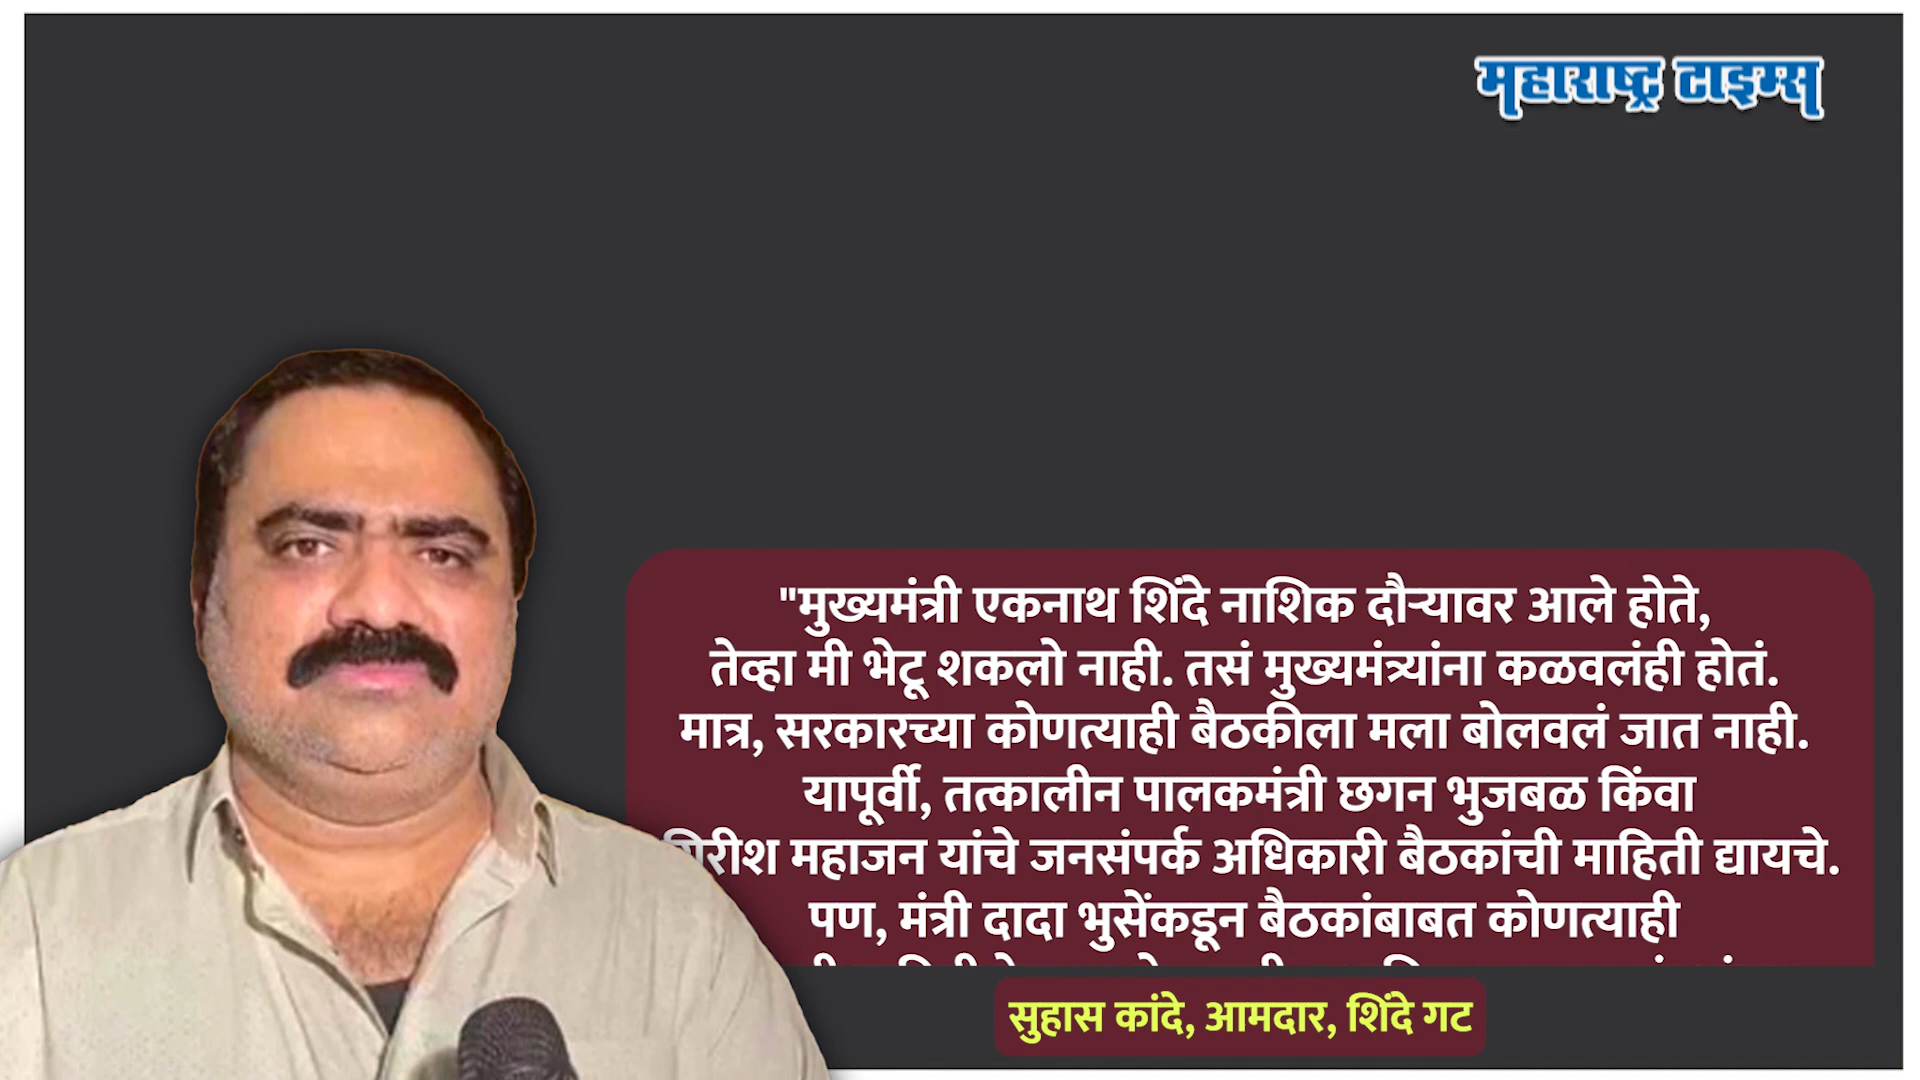 महाराष्ट्र टाइम्स
"मुख्यमंत्री एकनाथ शिंदे नाशिक दौऱ्यावर आले होते,
तेव्हा मी भेटू शकलो नाही. तसं मुख्यमंत्र्यांना कळवलंही होतं.
मात्र, सरकारच्या कोणत्याही बैठकीला मला बोलवलं जात नाही.
यापूर्वी, तत्कालीन पालकमंत्री छगन भुजबळ किंवा
गिरीश महाजन यांचे जनसंपर्क अधिकारी बैठकांची माहिती द्यायचे.
पण, मंत्री दादा भुसेंकडून बैठकांबाबत कोणत्याही
सुहास कांदे, आमदार, शिंदे गट